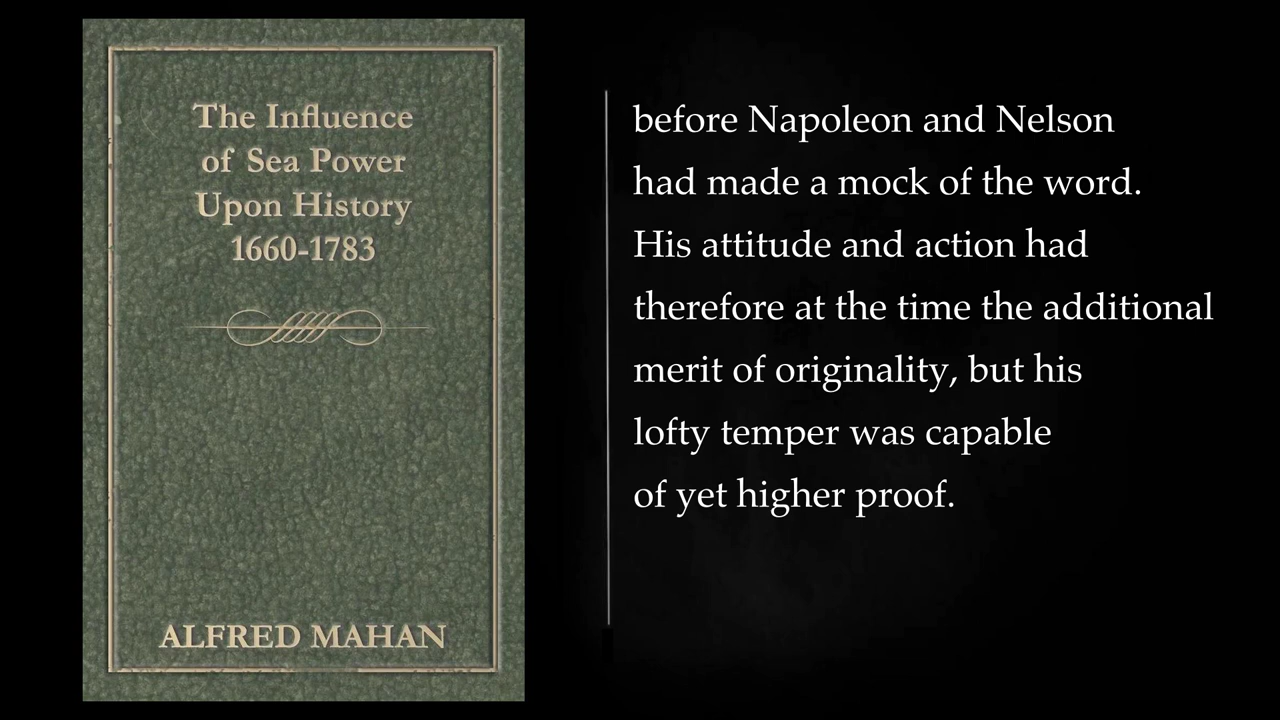 The Influence
of Sea Power
Upon History
1660-1783
ALFRED MAHAN
before Napoleon and Nelson
had made a mock of the word.
His attitude and action had
therefore at the time the additional
merit of originality, but his
lofty temper was capable
of yet higher proof.